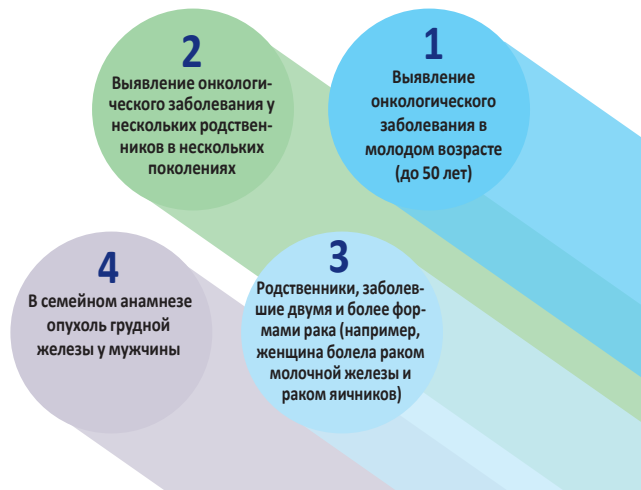 1
Выявление
онкологического
заболевания в
молодом возрасте
(до 50 лет)
2
Выявление онкологи-
ческого заболевания у
нескольких родствен-
ников в нескольких
поколениях
3
Родственники, заболев-
шие двумя и более фор-
мами рака (например,
женщина болела раком
молочной железы и
раком яичников)
4
В семейном анамнезе
опухоль грудной
железы у мужчины